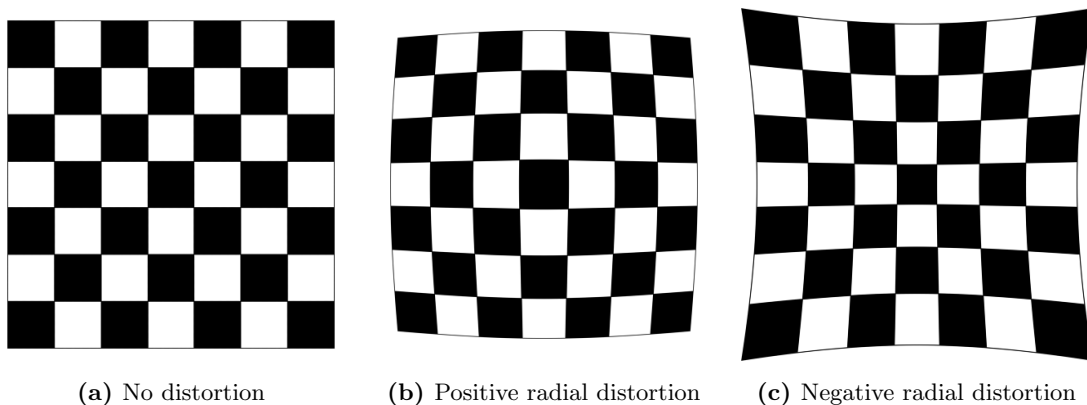 (a) No distortion
(b) Positive radial distortion
(c) Negative radial distortion